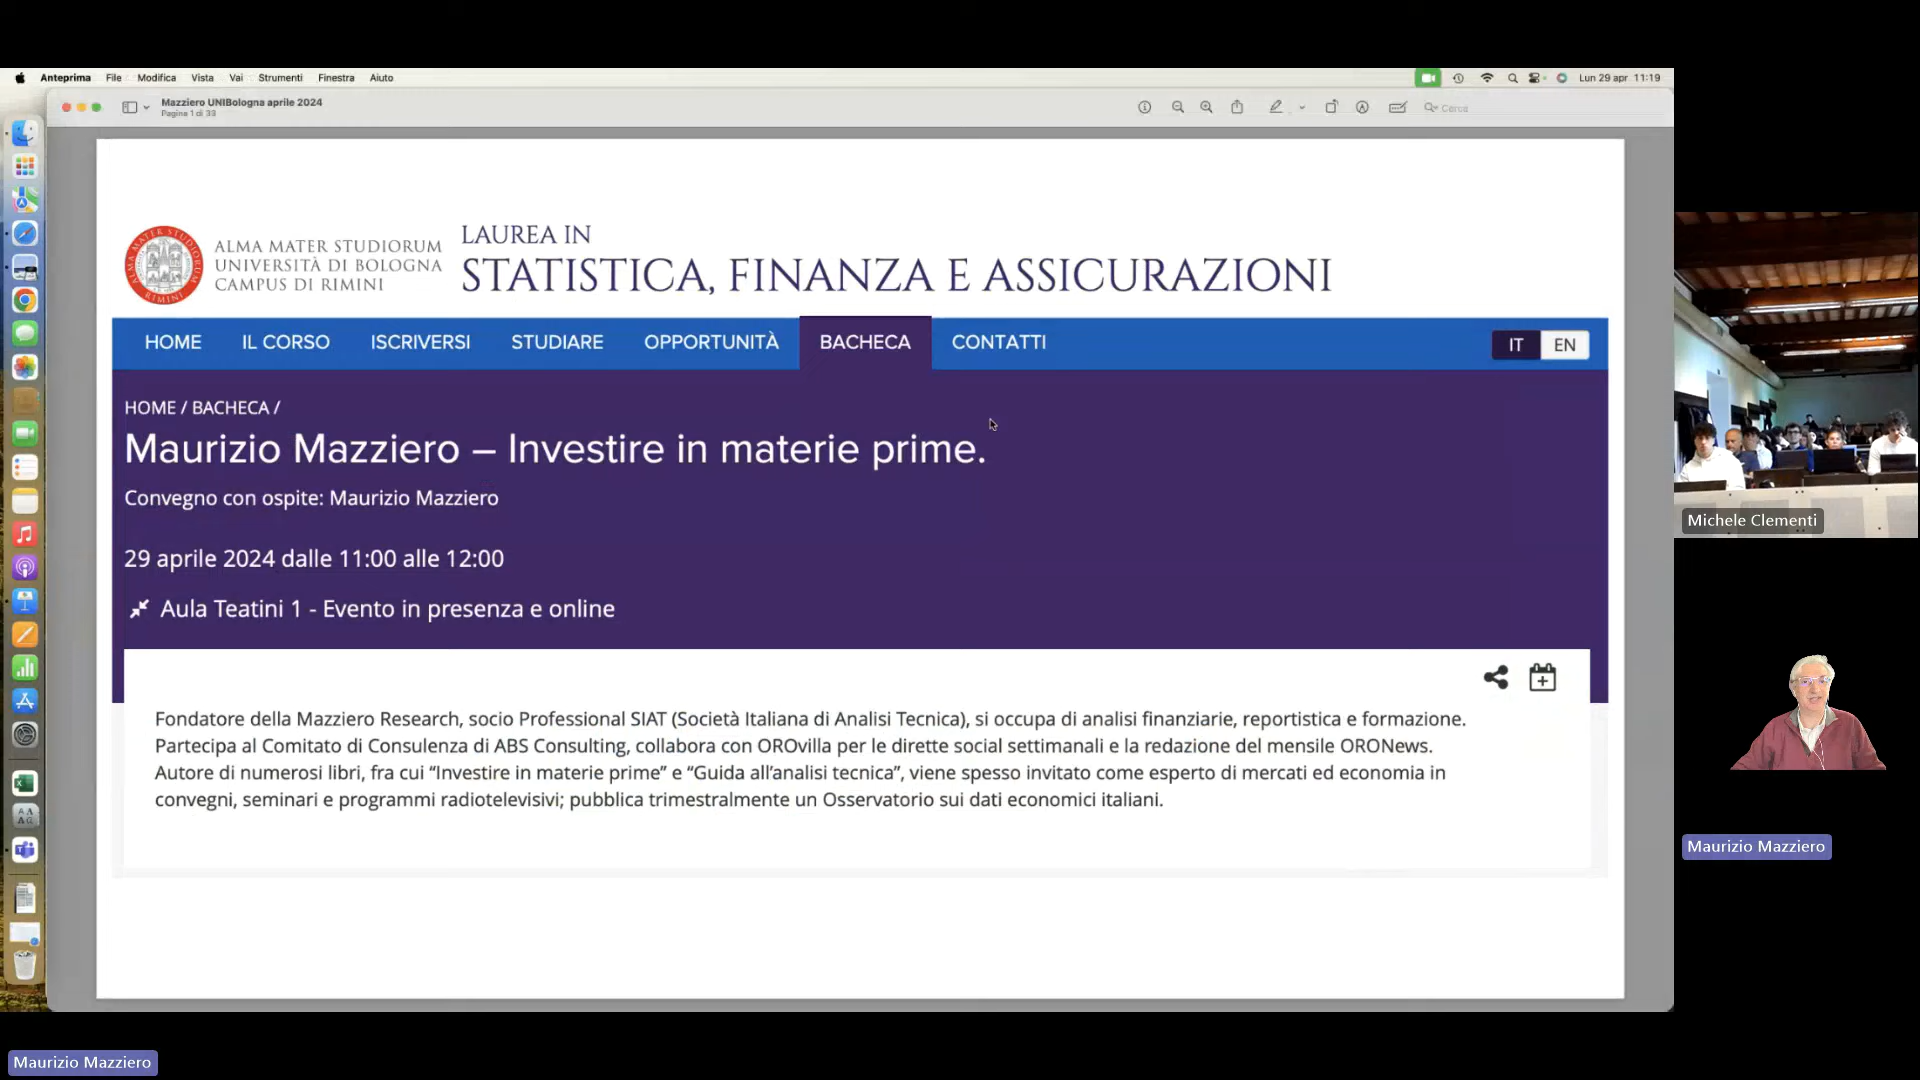 Anteprima File Modifica Vista Vai Strumenti Finestra Aiuto
Lun 29 apr 11:19
Mazziero UNIBologna aprile 2024
Pagina 1 di 33
Cerca
ALMA MATER STUDIORUM
UNIVERSITÀ DI BOLOGNA
CAMPUS DI RIMINI
LAUREA IN
STATISTICA, FINANZA E ASSICURAZIONI
HOME IL CORSO ISCRIVERSI STUDIARE OPPORTUNITÀ BACHECA CONTATTI
IT EN
HOME / BACHECA /
Maurizio Mazziero – Investire in materie prime.
Convegno con ospite: Maurizio Mazziero
29 aprile 2024 dalle 11:00 alle 12:00
Aula Teatini 1 - Evento in presenza e online
Fondatore della Mazziero Research, socio Professional SIAT (Società Italiana di Analisi Tecnica), si occupa di analisi finanziarie, reportistica e formazione.
Partecipa al Comitato di Consulenza di ABS Consulting, collabora con OROvilla per le dirette social settimanali e la redazione del mensile ORONews.
Autore di numerosi libri, fra cui “Investire in materie prime” e “Guida all’analisi tecnica”, viene spesso invitato come esperto di mercati ed economia in
convegni, seminari e programmi radiotelevisivi; pubblica trimestralmente un Osservatorio sui dati economici italiani.
Michele Clementi
Maurizio Mazziero
Maurizio Mazziero